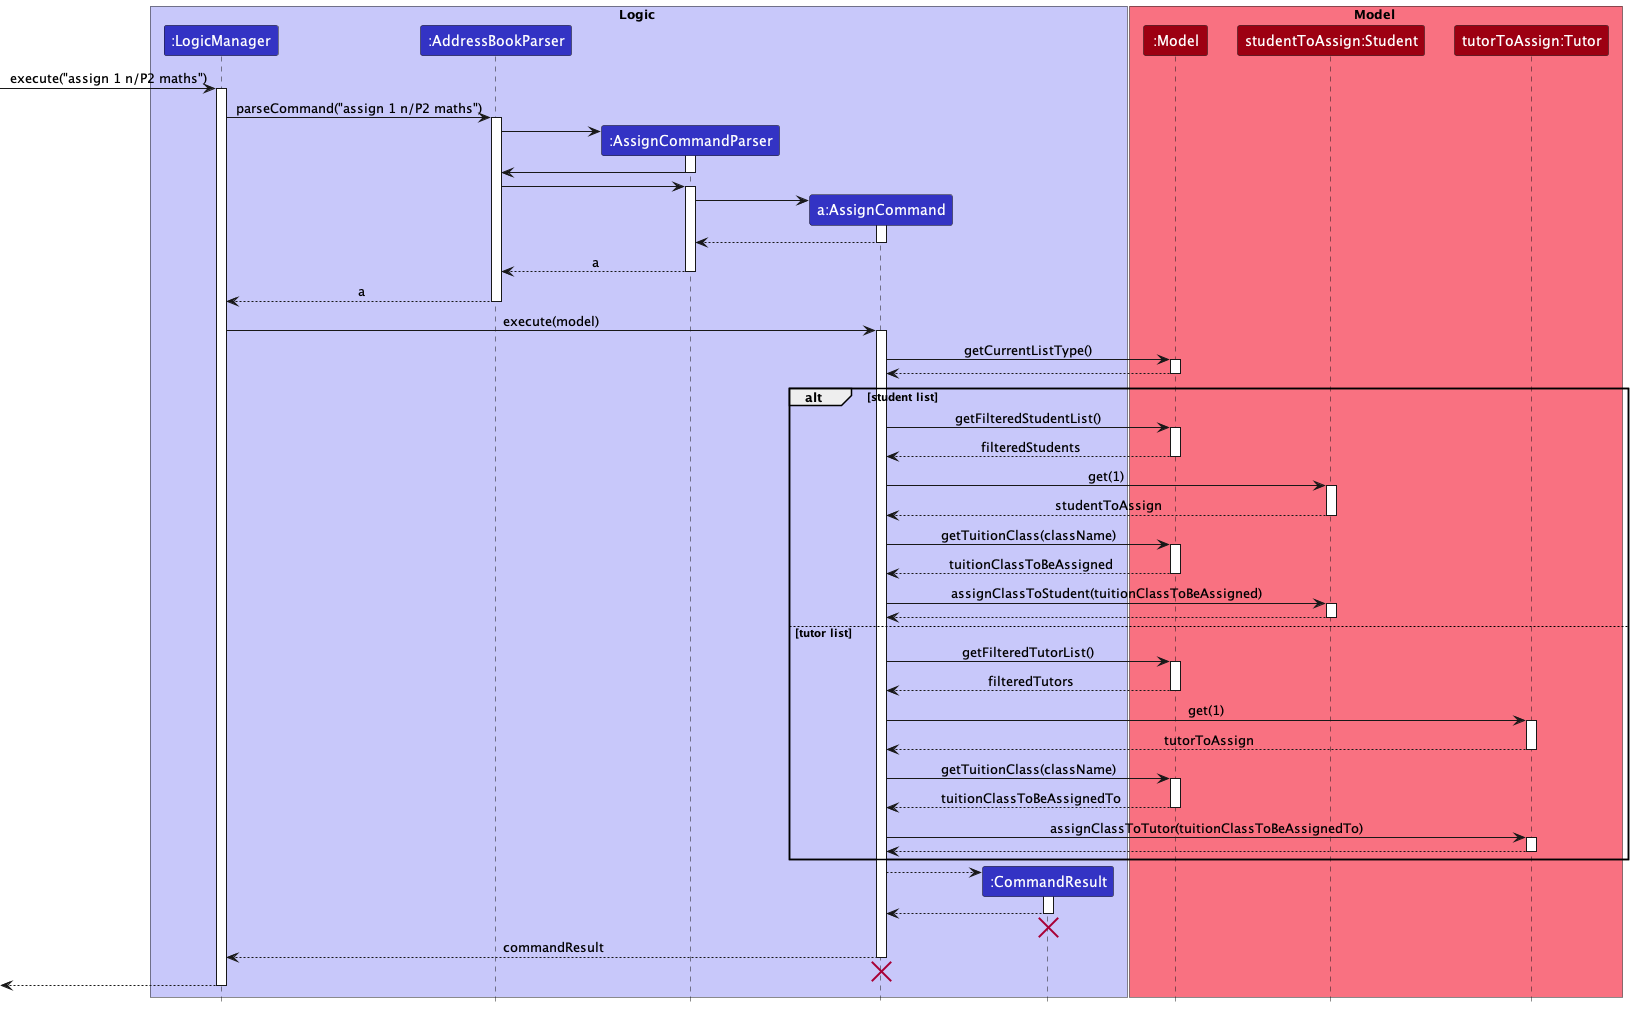 Logic
Model
:LogicManager
:AddressBookParser
:Model
studentToAssign:Student
tutorToAssign:Tutor
execute("assign 1 n/P2 maths")
parseCommand("assign 1 n/P2 maths")
:AssignCommandParser
a:AssignCommand
a
a
execute(model)
getCurrentListType()
alt
[student list]
getFilteredStudentList()
filteredStudents
get(1)
studentToAssign
getTuitionClass(className)
tuitionClassToBeAssigned
assignClassToStudent(tuitionClassToBeAssigned)
[tutor list]
getFilteredTutorList()
filteredTutors
get(1)
tutorToAssign
getTuitionClass(className)
tuitionClassToBeAssignedTo
assignClassToTutor(tuitionClassToBeAssignedTo)
:CommandResult
commandResult